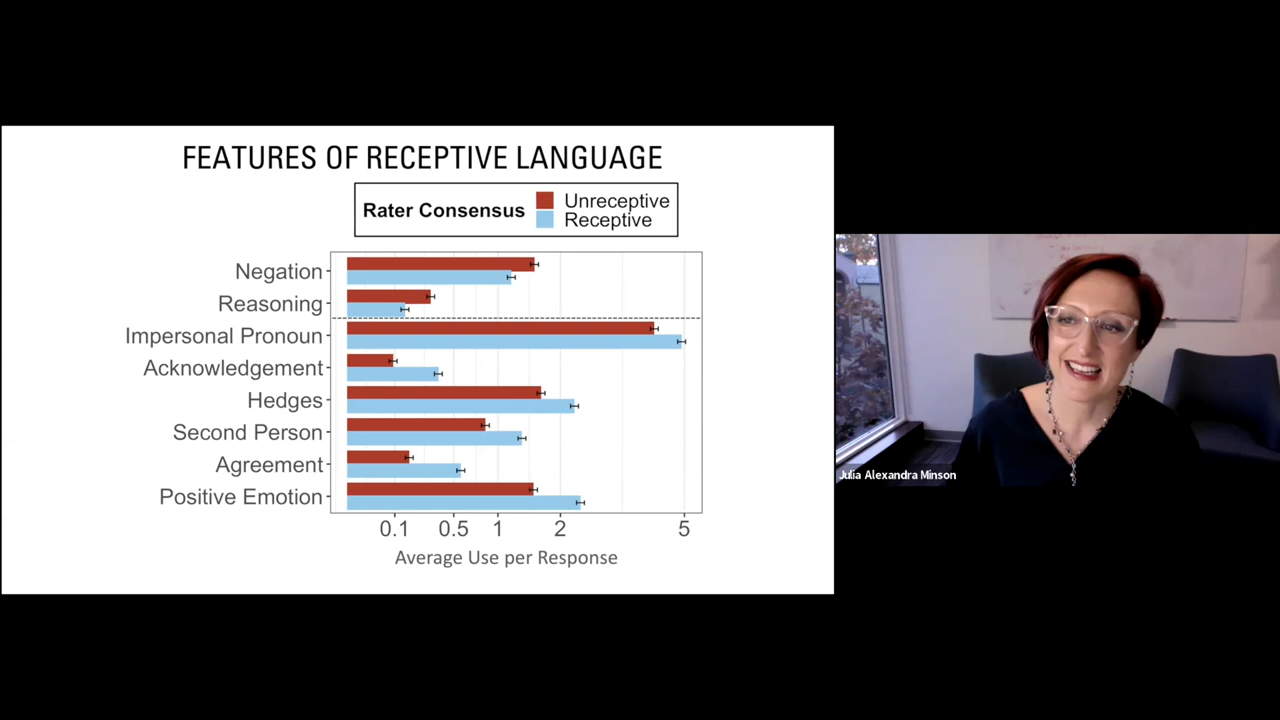 FEATURES OF RECEPTIVE LANGUAGE
Rater Consensus
Unreceptive
Receptive
Negation
Reasoning
Impersonal Pronoun
Acknowledgement
Hedges
Second Person
Agreement
Positive Emotion
0.1 0.5 1 2 5
Average Use per Response
Julia Alexandra Minson